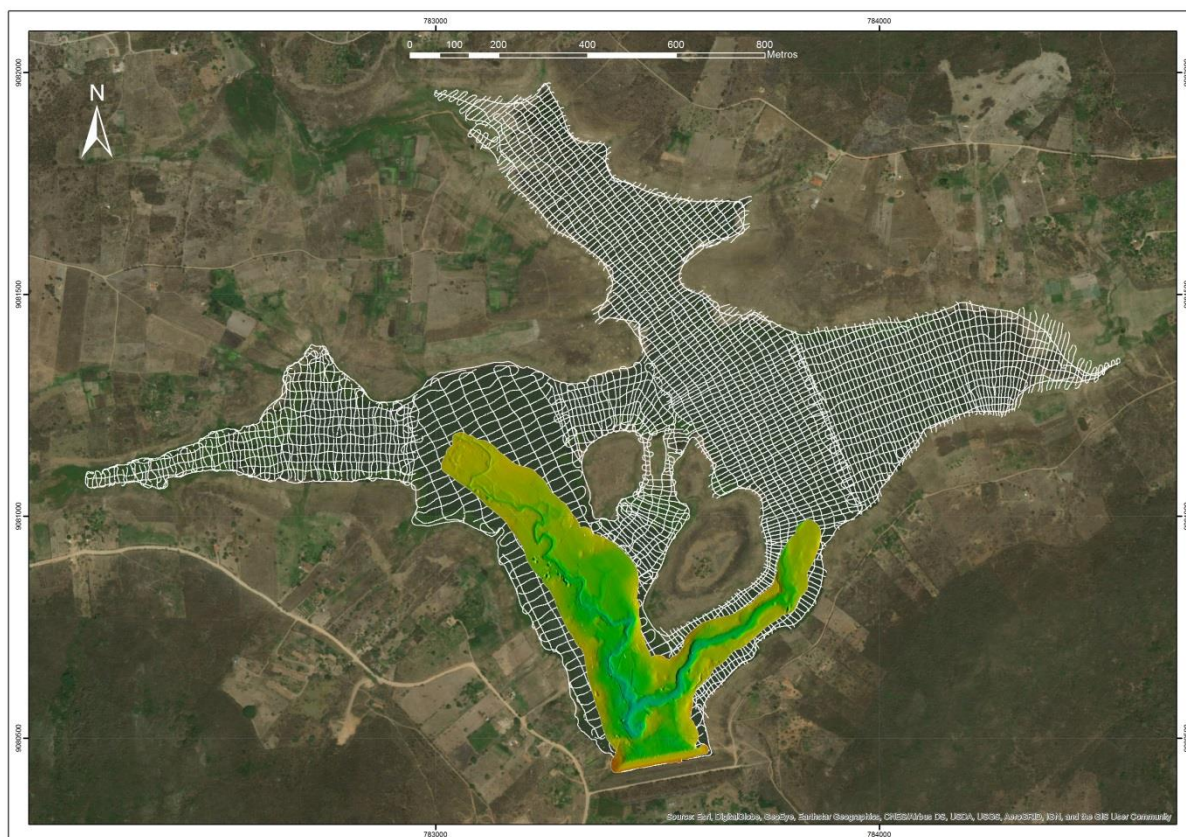 783000 784000
0 100 200 400 600 800
Metros
9082000
N
9081500
9081000
9080500
783000 784000
Source: Esri, DigitalGlobe, GeoEye, Earthstar Geographics, CNES/Airbus DS, USDA, USGS, AeroGRID, IGN, and the GIS User Community